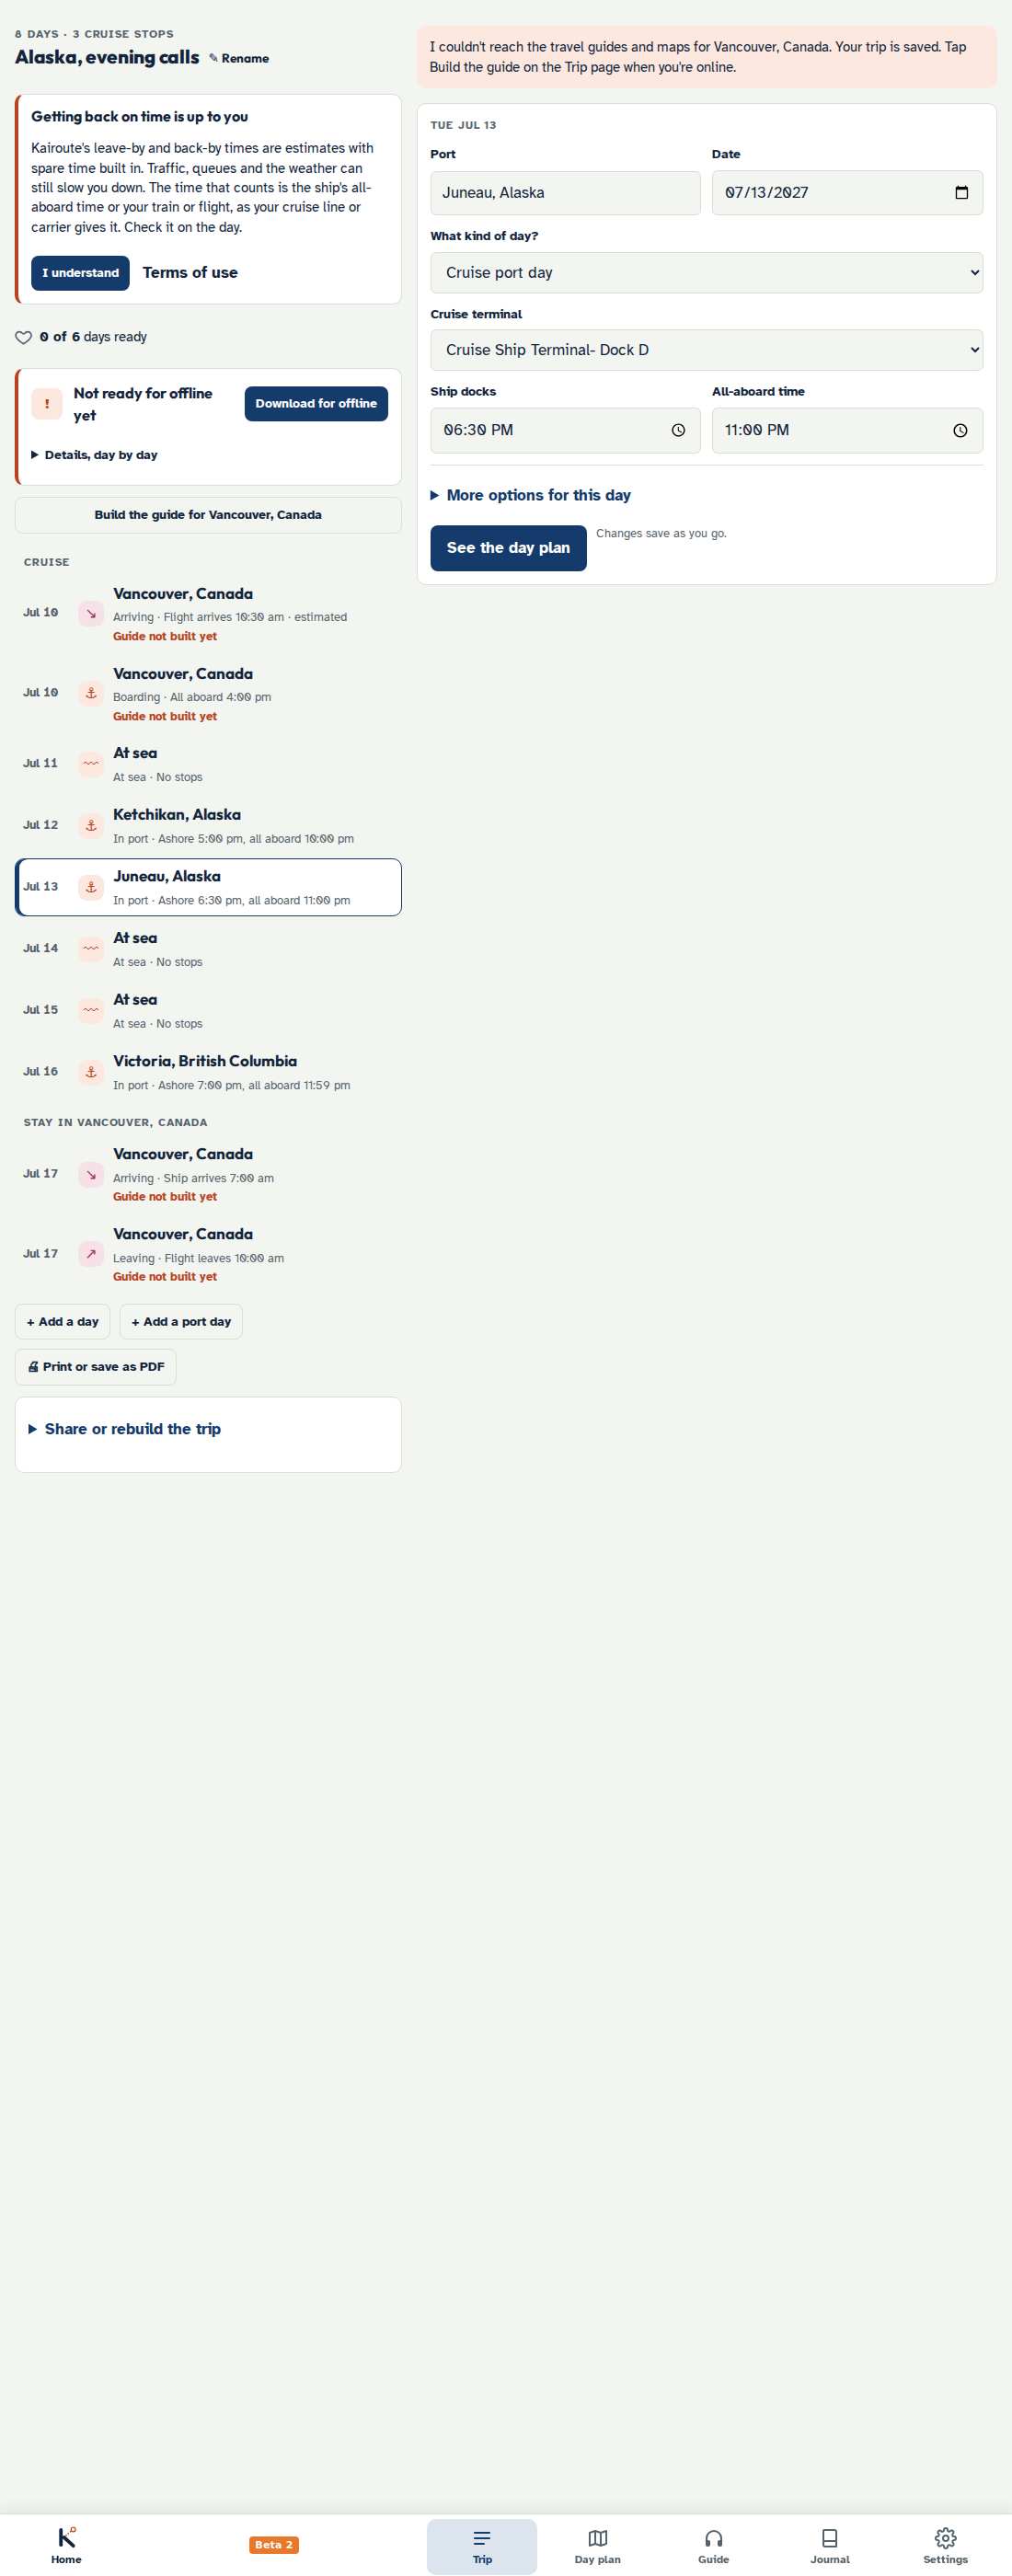 8 DAYS · 3 CRUISE STOPS
Alaska, evening calls ✎ Rename
Getting back on time is up to you
Kairoute's leave-by and back-by times are estimates with
spare time built in. Traffic, queues and the weather can
still slow you down. The time that counts is the ship's all-
aboard time or your train or flight, as your cruise line or
carrier gives it. Check it on the day.
I understand
Terms of use
0 of 6 days ready
! Not ready for offline
yet
Download for offline
▶ Details, day by day
Build the guide for Vancouver, Canada
CRUISE
Jul 10
↘
Vancouver, Canada
Arriving · Flight arrives 10:30 am · estimated
Guide not built yet
Jul 10
Vancouver, Canada
Boarding · All aboard 4:00 pm
Guide not built yet
Jul 11
At sea
At sea · No stops
Jul 12
Ketchikan, Alaska
In port · Ashore 5:00 pm, all aboard 10:00 pm
Jul 13
Juneau, Alaska
In port · Ashore 6:30 pm, all aboard 11:00 pm
Jul 14
At sea
At sea · No stops
Jul 15
At sea
At sea · No stops
Jul 16
Victoria, British Columbia
In port · Ashore 7:00 pm, all aboard 11:59 pm
STAY IN VANCOUVER, CANADA
Jul 17
↘
Vancouver, Canada
Arriving · Ship arrives 7:00 am
Guide not built yet
Jul 17
↗
Vancouver, Canada
Leaving · Flight leaves 10:00 am
Guide not built yet
+ Add a day
+ Add a port day
Print or save as PDF
▶ Share or rebuild the trip
I couldn't reach the travel guides and maps for Vancouver, Canada. Your trip is saved. Tap
Build the guide on the Trip page when you're online.
TUE JUL 13
Port
Juneau, Alaska
Date
07/13/2027
What kind of day?
Cruise port day
Cruise terminal
Cruise Ship Terminal- Dock D
Ship docks
06:30 PM
All-aboard time
11:00 PM
▶ More options for this day
See the day plan
Changes save as you go.
Home
Beta 2
Trip
Day plan
Guide
Journal
Settings